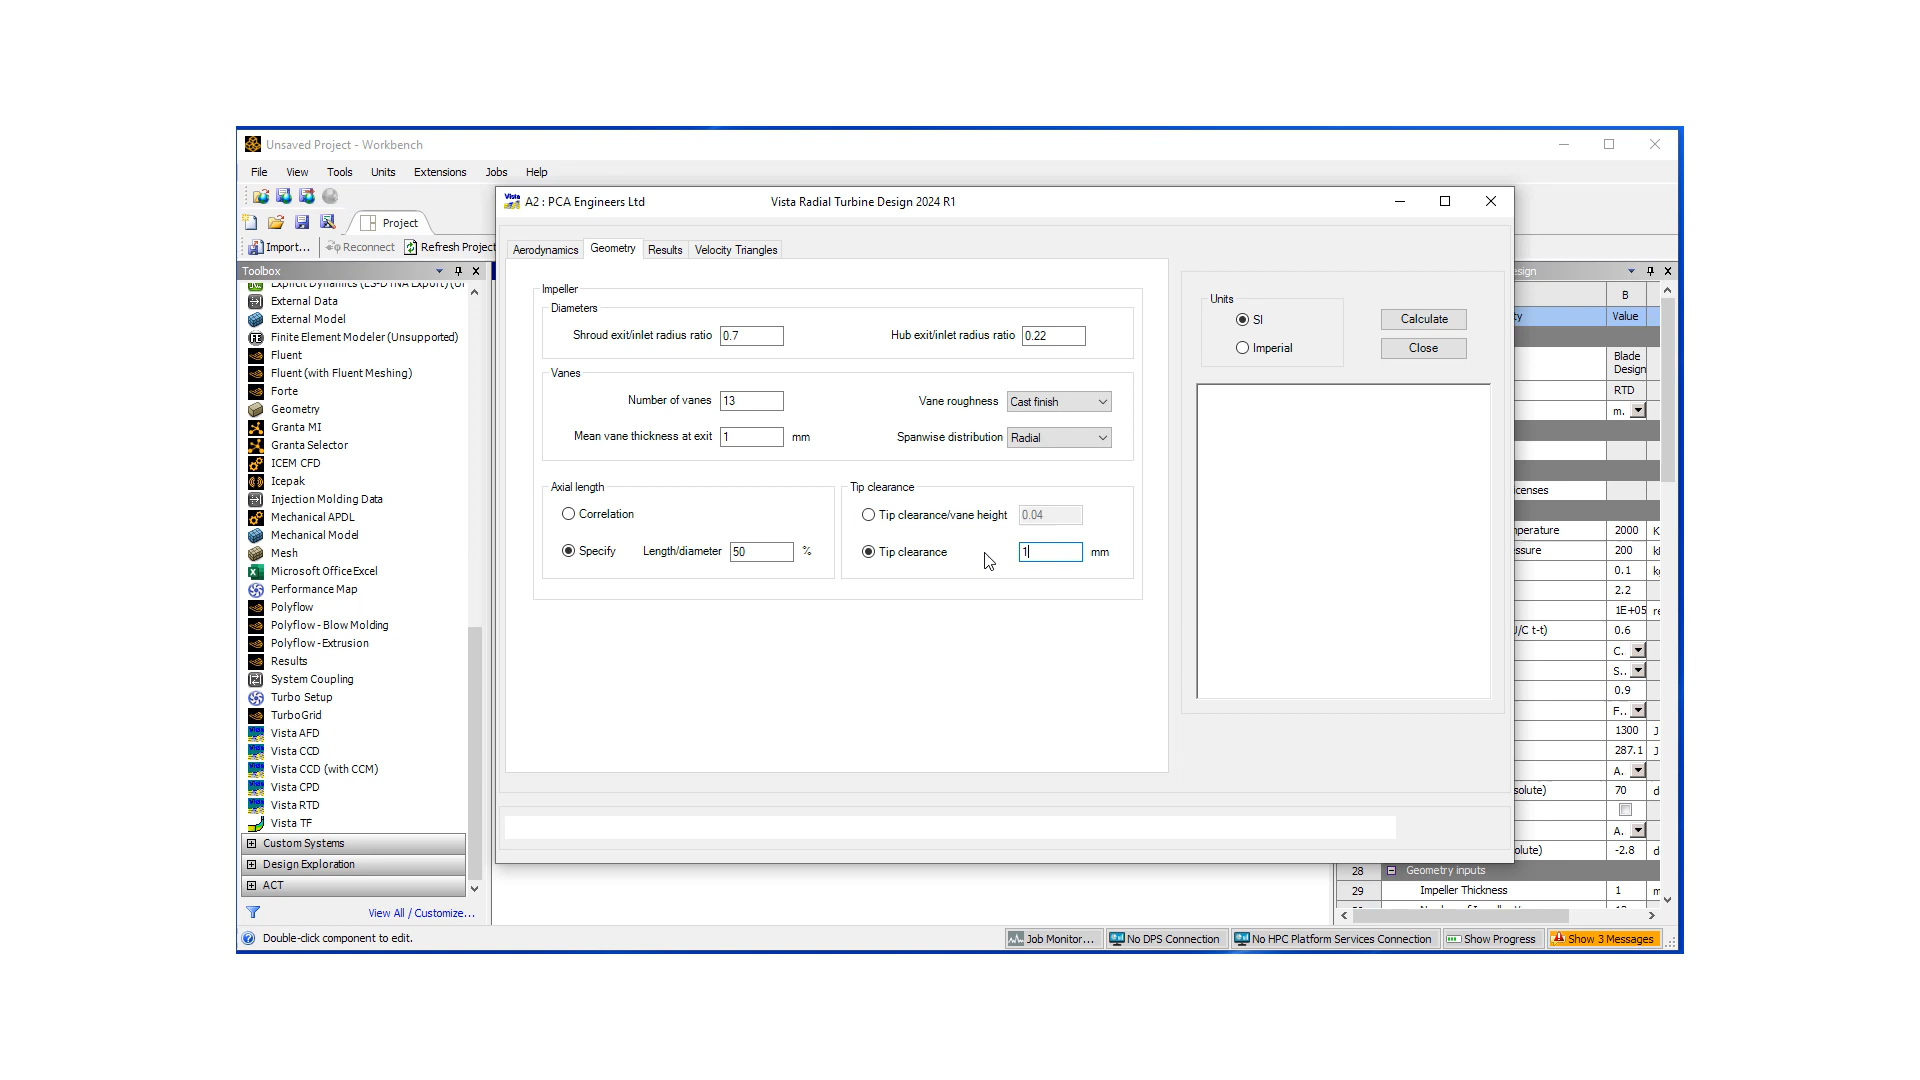 Unsaved Project - Workbench
File View Tools Units Extensions Jobs Help
Project
Import... Reconnect Refresh Project
Toolbox
External Data
External Model
Finite Element Modeler (Unsupported)
Fluent
Fluent (with Fluent Meshing)
Forte
Geometry
Granta MI
Granta Selector
ICEM CFD
Icepak
Injection Molding Data
Mechanical APDL
Mechanical Model
Mesh
Microsoft Office Excel
Performance Map
Polyflow
Polyflow - Blow Molding
Polyflow - Extrusion
Results
System Coupling
Turbo Setup
TurboGrid
Vista AFD
Vista CCD
Vista CCD (with CCM)
Vista CPD
Vista RTD
Vista TF
Custom Systems
Design Exploration
ACT
View All / Customize...
A2 : PCA Engineers Ltd
Vista Radial Turbine Design 2024 R1
Aerodynamics Geometry Results Velocity Triangles
Impeller
Diameters
Shroud exit/inlet radius ratio 0.7
Hub exit/inlet radius ratio 0.22
Vanes
Number of vanes 13
Vane roughness Cast finish
Mean vane thickness at exit 1 mm
Spanwise distribution Radial
Axial length
Correlation
Specify Length/diameter 50 %
Tip clearance
Tip clearance/vane height 0.04
Tip clearance 1 mm
Units
SI
Imperial
Calculate
Close
esign
B
ty Value
Blade
Design
RTD
m.
icenses
nperature 2000 K
ssure 200
0.1
2.2
1E+05 re
J/C t-t) 0.6
C.
S..
0.9
F..
1300 J
287.1 J
A.
solute) 70 d
A.
olute) -2.8 d
28 Geometry inputs
29 Impeller Thickness 1 m
Double-click component to edit.
Job Monitor... No DPS Connection No HPC Platform Services Connection Show Progress Show 3 Messages